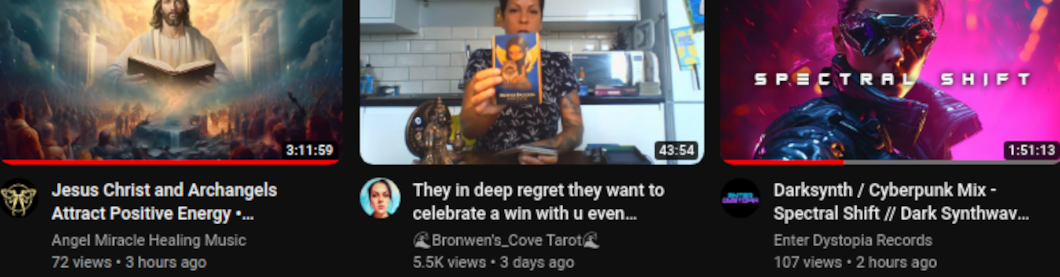 3:11:59
Jesus Christ and Archangels
Attract Positive Energy •...
Angel Miracle Healing Music
72 views • 3 hours ago
43:54
They in deep regret they want to
celebrate a win with u even...
🌊Bronwen's_Cove Tarot🌊
5.5K views • 3 days ago
SPECTRAL SHIFT
1:51:13
ENTER
DYSTOPIA
Darksynth / Cyberpunk Mix -
Spectral Shift // Dark Synthwav...
Enter Dystopia Records
107 views • 2 hours ago